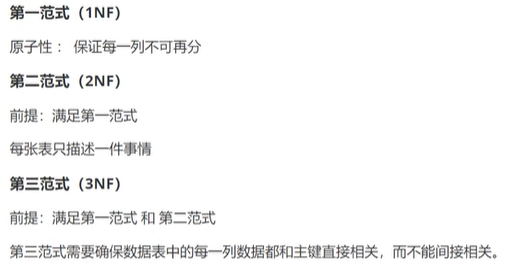 第一范式（1NF）
原子性： 保证每一列不可再分
第二范式（2NF）
前提：满足第一范式
每张表只描述一件事情
第三范式（3NF）
前提：满足第一范式 和 第二范式
第三范式需要确保数据表中的每一列数据都和主键直接相关，而不能间接相关。